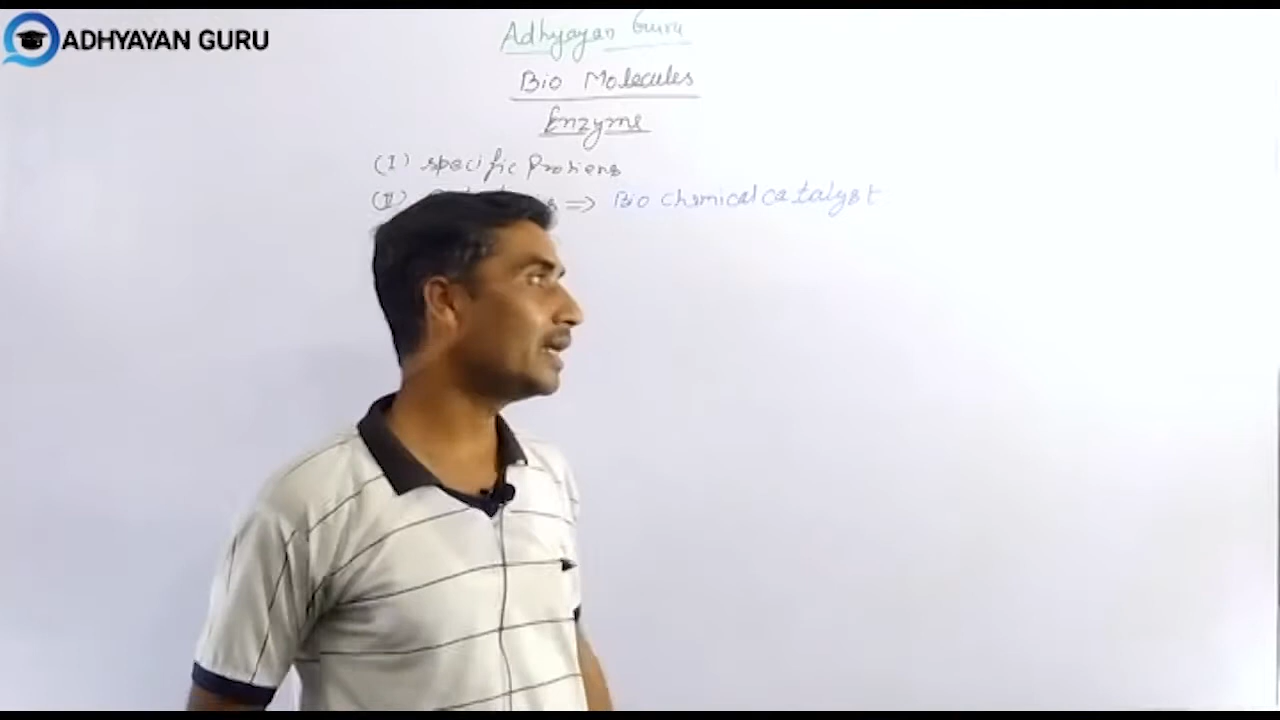 ADHYAYAN GURU
Adhyayan Guru
Bio Molecules
Enzyme
(I) specific Protiens
(II) => Bio chemical catalyst